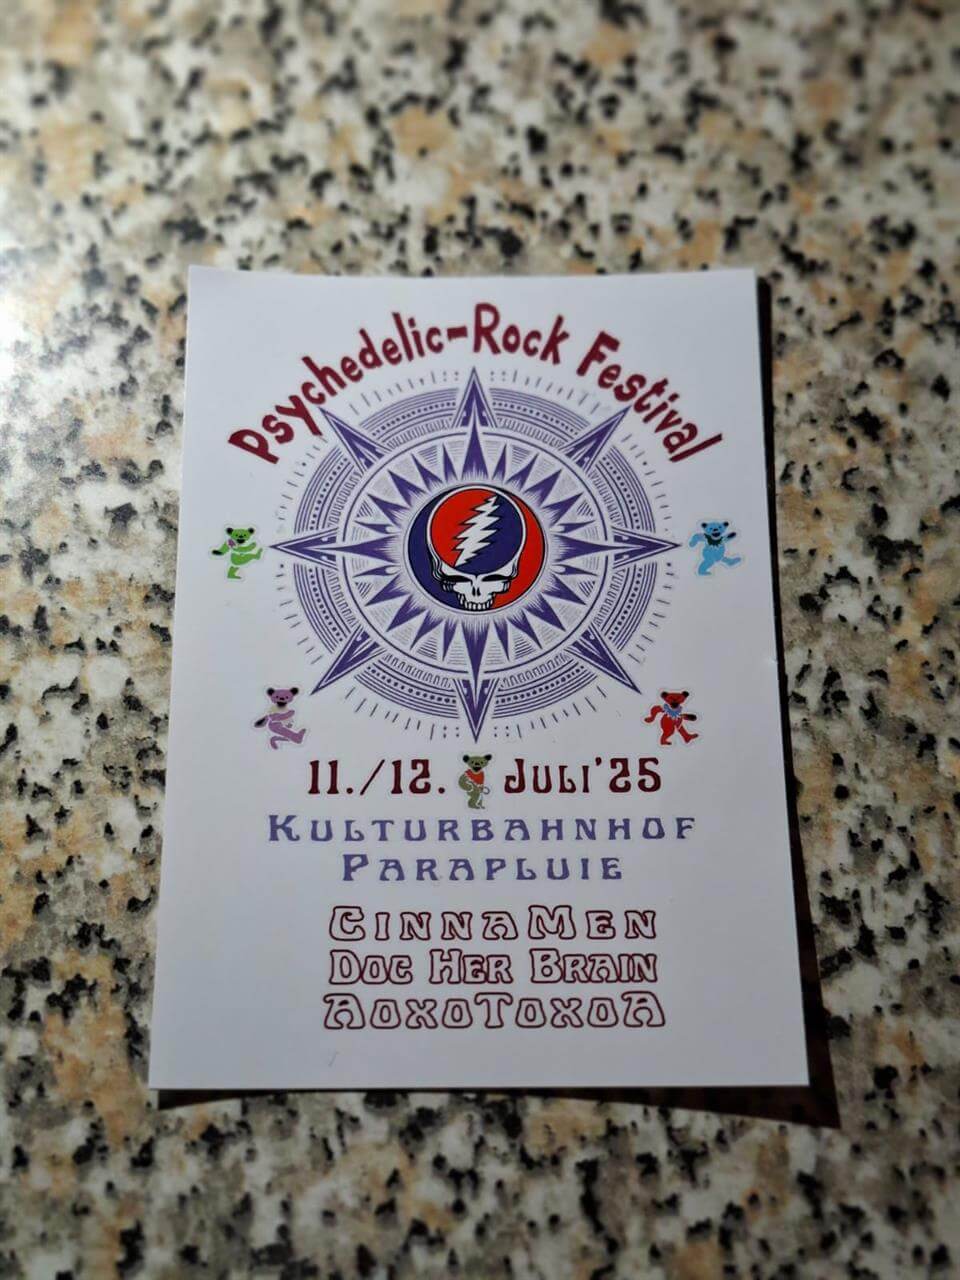 Psychedelic-Rock Festival
11./12. Juli'25
Kulturbahnhof
Parapluie
CinnaMen
Doc Her Brain
AoxoToxoA